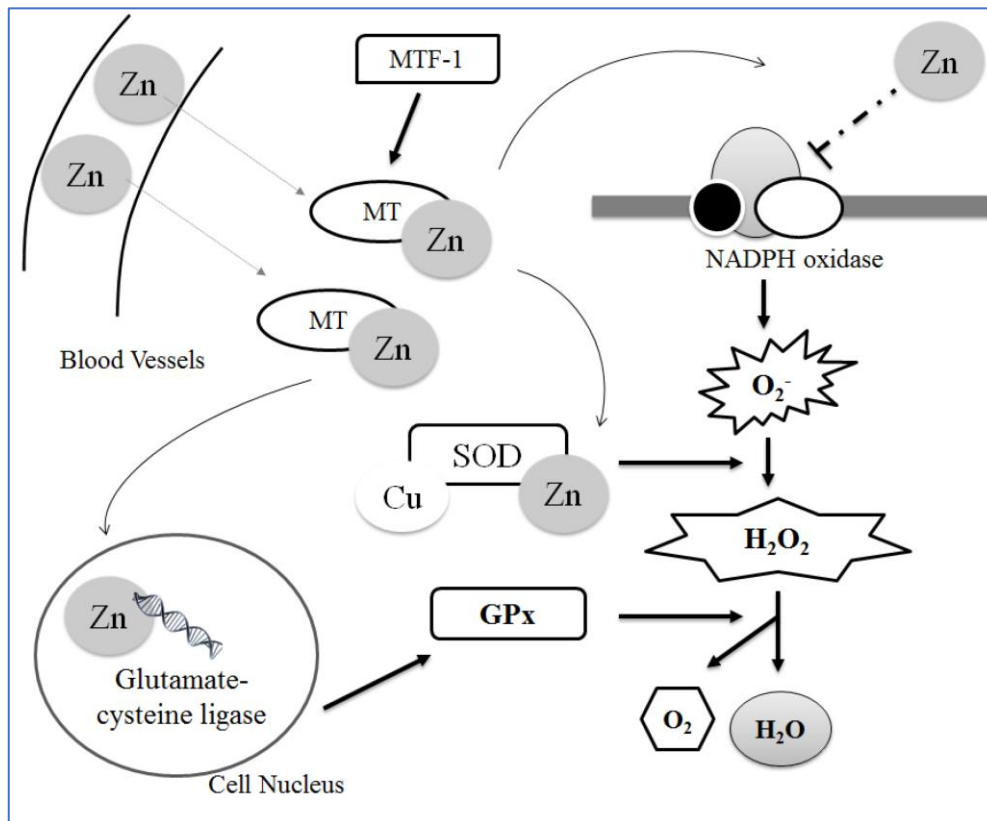 Zn
MTF-1
Zn
Zn
MT
Zn
NADPH oxidase
MT
Zn
Blood Vessels
O₂⁻
SOD
Cu
Zn
H₂O₂
Zn
GPx
Glutamate-
cysteine ligase
O₂
H₂O
Cell Nucleus